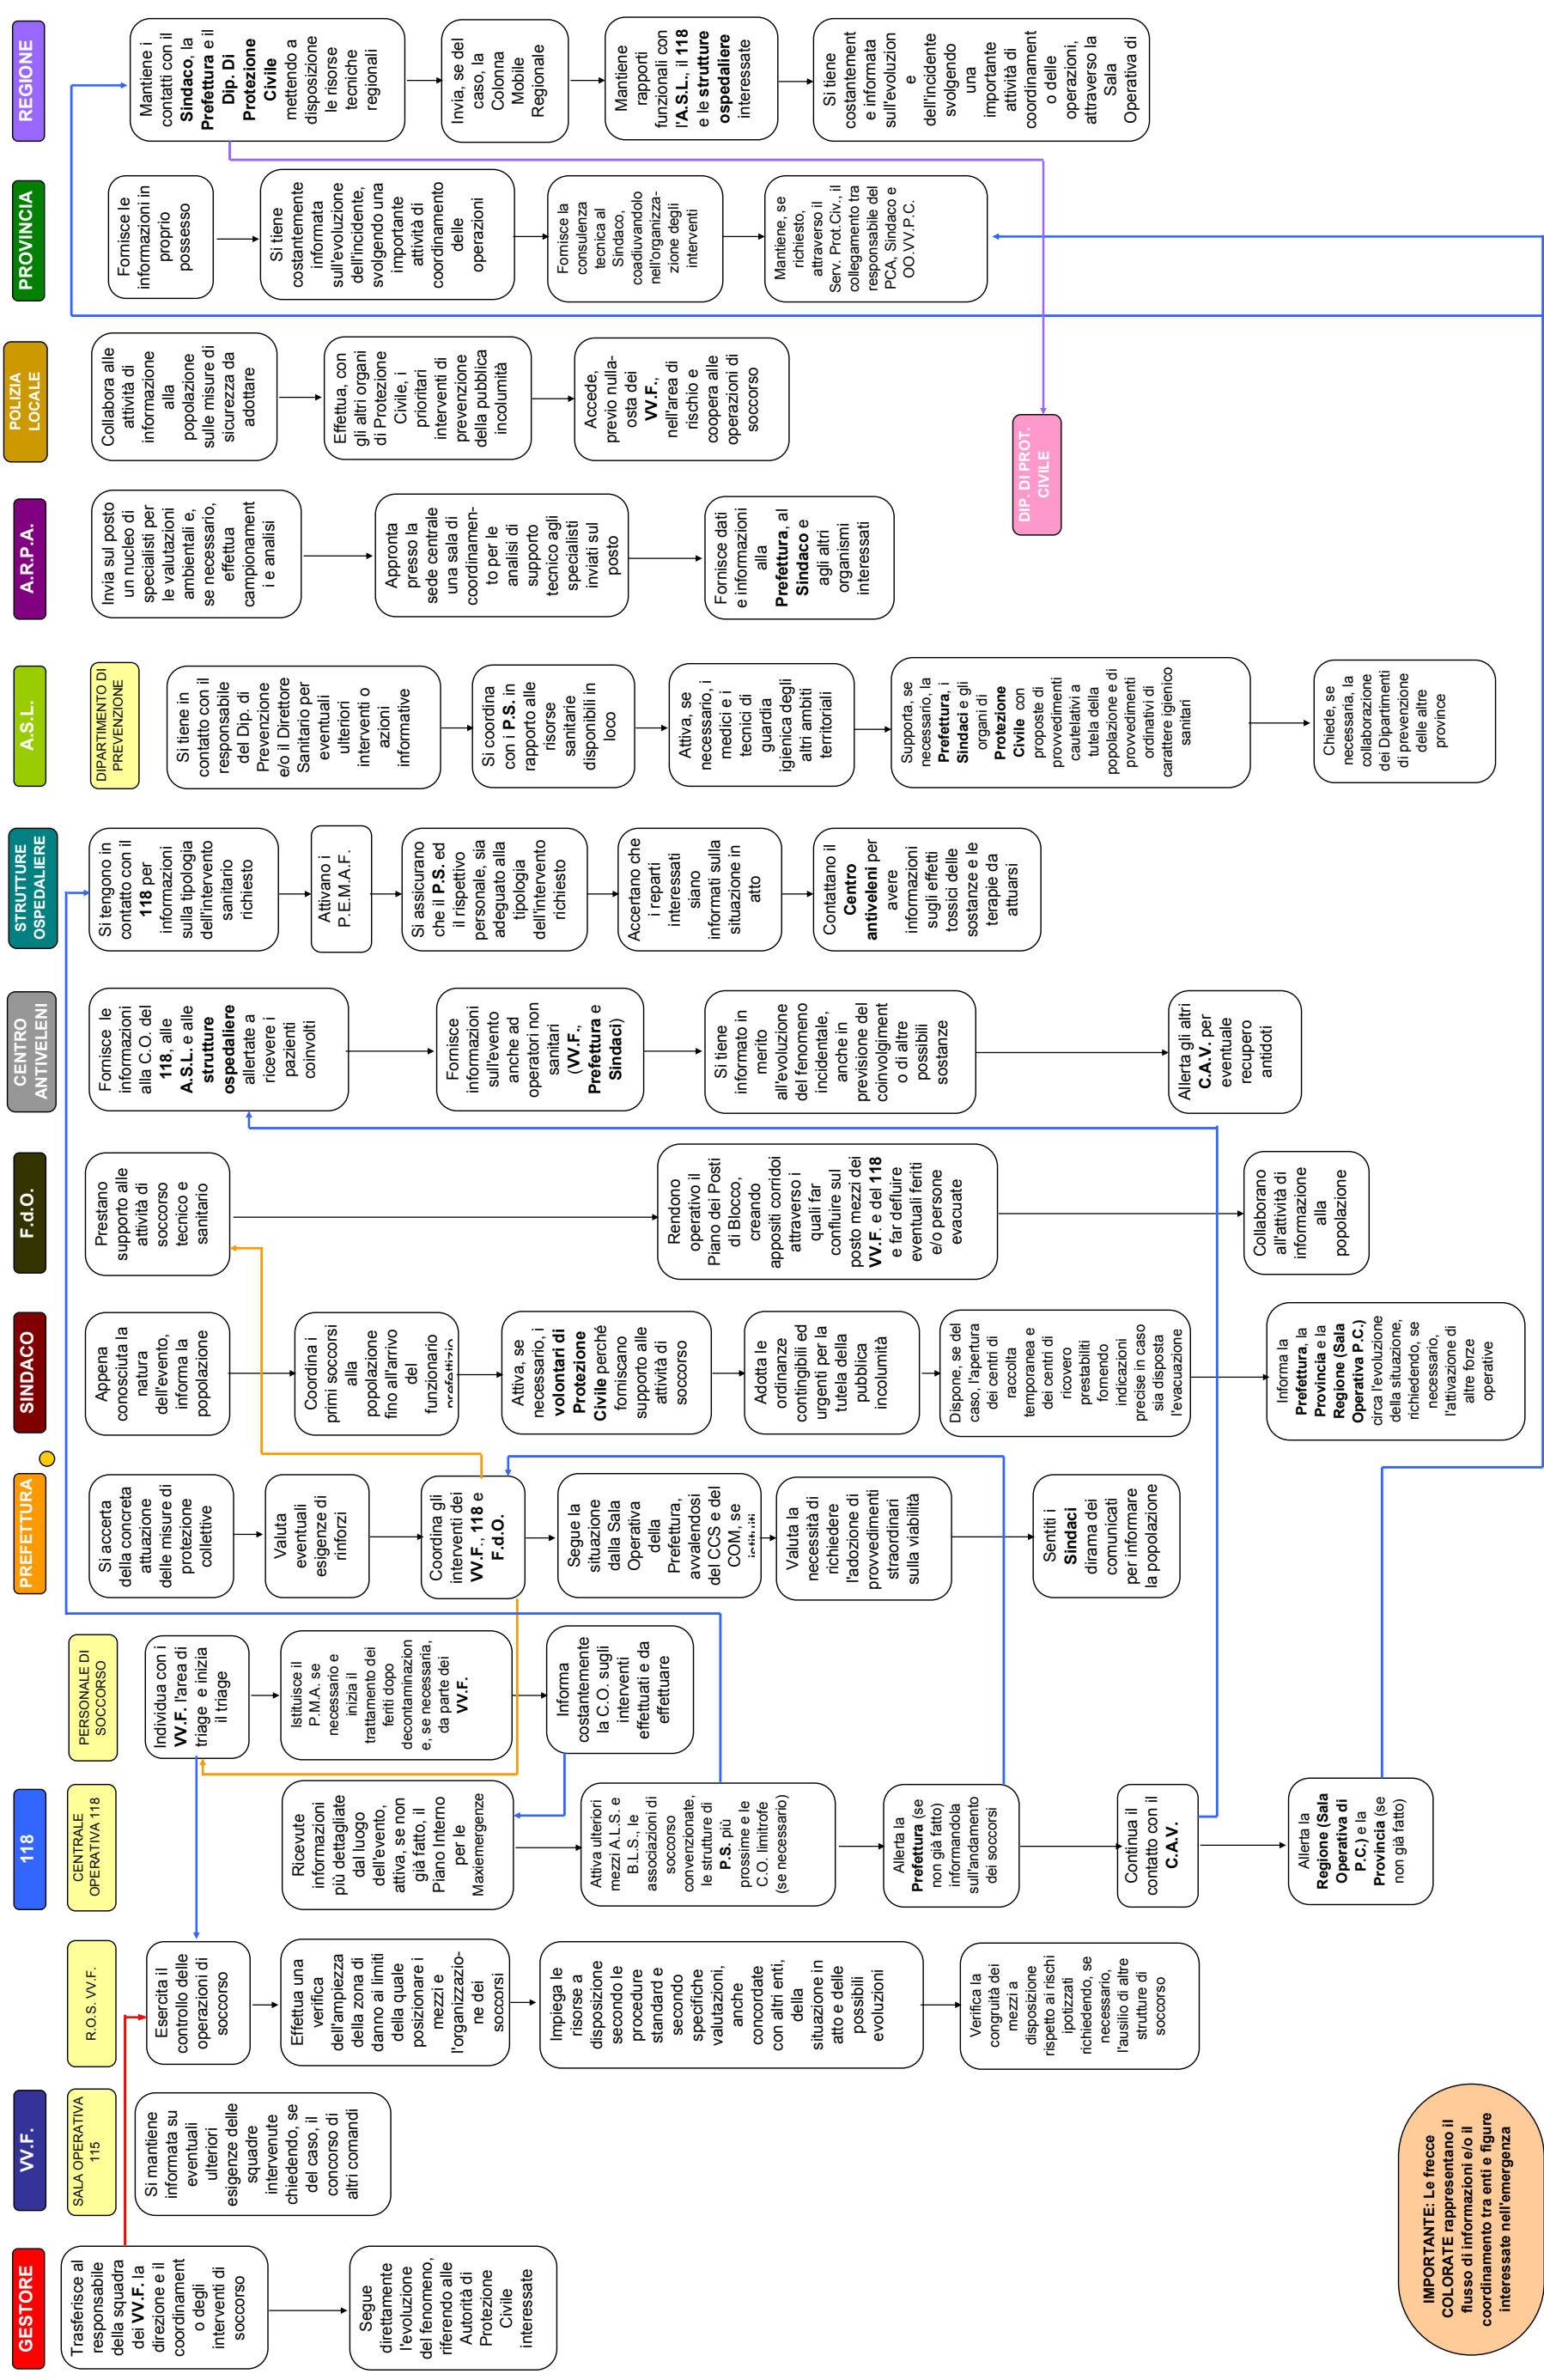 GESTORE
Trasferisce al
responsabile
della squadra
dei VV.F. la
direzione e il
coordinament
o degli
interventi di
soccorso
Segue
direttamente
l'evoluzione
del fenomeno,
riferendo alle
Autorità di
Protezione
Civile
interessate
VV.F.
SALA OPERATIVA
115
Si mantiene
informata su
eventuali
ulteriori
esigenze delle
squadre
intervenute
chiedendo, se
del caso, il
concorso di
altri comandi
R.O.S. VV.F.
Esercita il
controllo delle
operazioni di
soccorso
Effettua una
verifica
dell'ampiezza
della zona di
danno ai limiti
della quale
posizionare i
mezzi e
l'organizzazio-
ne dei
soccorsi
Impiega le
risorse a
disposizione
secondo le
procedure
standard e
secondo
specifiche
valutazioni,
anche
concordate
con altri enti,
della
situazione in
atto e delle
possibili
evoluzioni
Verifica la
congruità dei
mezzi a
disposizione
rispetto ai rischi
ipotizzati
richiedendo, se
necessario,
l'ausilio di altre
strutture di
soccorso
118
CENTRALE
OPERATIVA 118
Ricevute
informazioni
più dettagliate
dal luogo
dell'evento,
attiva, se non
già fatto, il
Piano Interno
per le
Maxiemergenze
Attiva ulteriori
mezzi A.L.S. e
B.L.S., le
associazioni di
soccorso
convenzionate,
le strutture di
P.S. più
prossime e le
C.O. limitrofe
(se necessario)
Allerta la
Prefettura (se
non già fatto)
informandola
sull'andamento
dei soccorsi
Continua il
contatto con il
C.A.V.
Allerta la
Regione (Sala
Operativa di
P.C.) e la
Provincia (se
non già fatto)
PERSONALE DI
SOCCORSO
Individua con i
VV.F. l'area di
triage e inizia
il triage
Istituisce il
P.M.A. se
necessario e
inizia il
trattamento dei
feriti dopo
decontaminazion
e, se necessaria,
da parte dei
VV.F.
Informa
costantemente
la C.O. sugli
interventi
effettuati e da
effettuare
PREFETTURA
Si accerta
della concreta
attuazione
delle misure di
protezione
collettive
Valuta
eventuali
esigenze di
rinforzi
Coordina gli
interventi dei
VV.F., 118 e
F.d.O.
Segue la
situazione
dalla Sala
Operativa
della
Prefettura,
avvalendosi
del CCS e del
COM, se
istituiti
Valuta la
necessità di
richiedere
l'adozione di
provvedimenti
straordinari
sulla viabilità
Sentiti i
Sindaci
dirama dei
comunicati
per informare
la popolazione
SINDACO
Appena
conosciuta la
natura
dell'evento,
informa la
popolazione
Coordina i
primi soccorsi
alla
popolazione
fino all'arrivo
del
funzionario
prefettizio
Attiva, se
necessario, i
volontari di
Protezione
Civile perché
forniscano
supporto alle
attività di
soccorso
Adotta le
ordinanze
contingibili ed
urgenti per la
tutela della
pubblica
incolumità
Dispone, se del
caso, l'apertura
dei centri di
raccolta
temporanea e
dei centri di
ricovero
prestabiliti
fornendo
indicazioni
precise in caso
sia disposta
l'evacuazione
Informa la
Prefettura, la
Provincia e la
Regione (Sala
Operativa P.C.)
circa l'evoluzione
della situazione,
richiedendo, se
necessario,
l'attivazione di
altre forze
operative
F.d.O.
Prestano
supporto alle
attività di
soccorso
tecnico e
sanitario
Rendono
operativo il
Piano dei Posti
di Blocco,
creando
appositi corridoi
attraverso i
quali far
confluire sul
posto mezzi dei
VV.F. e del 118
e far defluire
eventuali feriti
e/o persone
evacuate
Collaborano
all'attività di
informazione
alla
popolazione
CENTRO
ANTIVELENI
Fornisce le
informazioni
alla C.O. del
118, alle
A.S.L. e alle
strutture
ospedaliere
allertate a
ricevere i
pazienti
coinvolti
Fornisce
informazioni
sull'evento
anche ad
operatori non
sanitari
(VV.F.,
Prefettura e
Sindaci)
Si tiene
informato in
merito
all'evoluzione
del fenomeno
incidentale,
anche in
previsione del
coinvolgiment
o di altre
possibili
sostanze
Allerta gli altri
C.A.V. per
eventuale
recupero
antidoti
STRUTTURE
OSPEDALIERE
Si tengono in
contatto con il
118 per
informazioni
sulla tipologia
dell'intervento
sanitario
richiesto
Attivano i
P.E.M.A.F.
Si assicurano
che il P.S. ed
il rispettivo
personale, sia
adeguato alla
tipologia
dell'intervento
richiesto
Accertano che
i reparti
interessati
siano
informati sulla
situazione in
atto
Contattano il
Centro
antiveleni per
avere
informazioni
sugli effetti
tossici delle
sostanze e le
terapie da
attuarsi
A.S.L.
DIPARTIMENTO DI
PREVENZIONE
Si tiene in
contatto con il
responsabile
del Dip. di
Prevenzione
e/o il Direttore
Sanitario per
eventuali
ulteriori
interventi o
azioni
informative
Si coordina
con i P.S. in
rapporto alle
risorse
sanitarie
disponibili in
loco
Attiva, se
necessario, i
medici e i
tecnici di
guardia
igienica degli
altri ambiti
territoriali
Supporta, se
necessario, la
Prefettura, i
Sindaci e gli
organi di
Protezione
Civile con
proposte di
provvedimenti
cautelativi a
tutela della
popolazione e di
provvedimenti
ordinativi di
carattere igienico
sanitari
Chiede, se
necessaria, la
collaborazione
dei Dipartimenti
di prevenzione
delle altre
province
A.R.P.A.
Invia sul posto
un nucleo di
specialisti per
le valutazioni
ambientali e,
se necessario,
effettua
campionament
i e analisi
Appronta
presso la
sede centrale
una sala di
coordinamen-
to per le
analisi di
supporto
tecnico agli
specialisti
inviati sul
posto
Fornisce dati
e informazioni
alla
Prefettura, al
Sindaco e
agli altri
organismi
interessati
POLIZIA
LOCALE
Collabora alle
attività di
informazione
alla
popolazione
sulle misure di
sicurezza da
adottare
Effettua, con
gli altri organi
di Protezione
Civile, i
prioritari
interventi di
prevenzione
della pubblica
incolumità
Accede,
previo nulla-
osta dei
VV.F.,
nell'area di
rischio e
coopera alle
operazioni di
soccorso
DIP. DI PROT.
CIVILE
PROVINCIA
Fornisce le
informazioni in
proprio
possesso
Si tiene
costantemente
informata
sull'evoluzione
dell'incidente,
svolgendo una
importante
attività di
coordinamento
delle
operazioni
Fornisce la
consulenza
tecnica al
Sindaco,
coadiuvandolo
nell'organizza-
zione degli
interventi
Mantiene, se
richiesto,
attraverso il
Serv. Prot.Civ., il
collegamento tra
responsabile del
PCA, Sindaco e
OO.VV.P.C.
REGIONE
Mantiene i
contatti con il
Sindaco, la
Prefettura e il
Dip. Di
Protezione
Civile
mettendo a
disposizione
le risorse
tecniche
regionali
Invia, se del
caso, la
Colonna
Mobile
Regionale
Mantiene
rapporti
funzionali con
l'A.S.L., il 118
e le strutture
ospedaliere
interessate
Si tiene
costantement
e informata
sull'evoluzion
e
dell'incidente
svolgendo
una
importante
attività di
coordinament
o delle
operazioni,
attraverso la
Sala
Operativa di
IMPORTANTE: Le frecce
COLORATE rappresentano il
flusso di informazioni e/o il
coordinamento tra enti e figure
interessate nell'emergenza